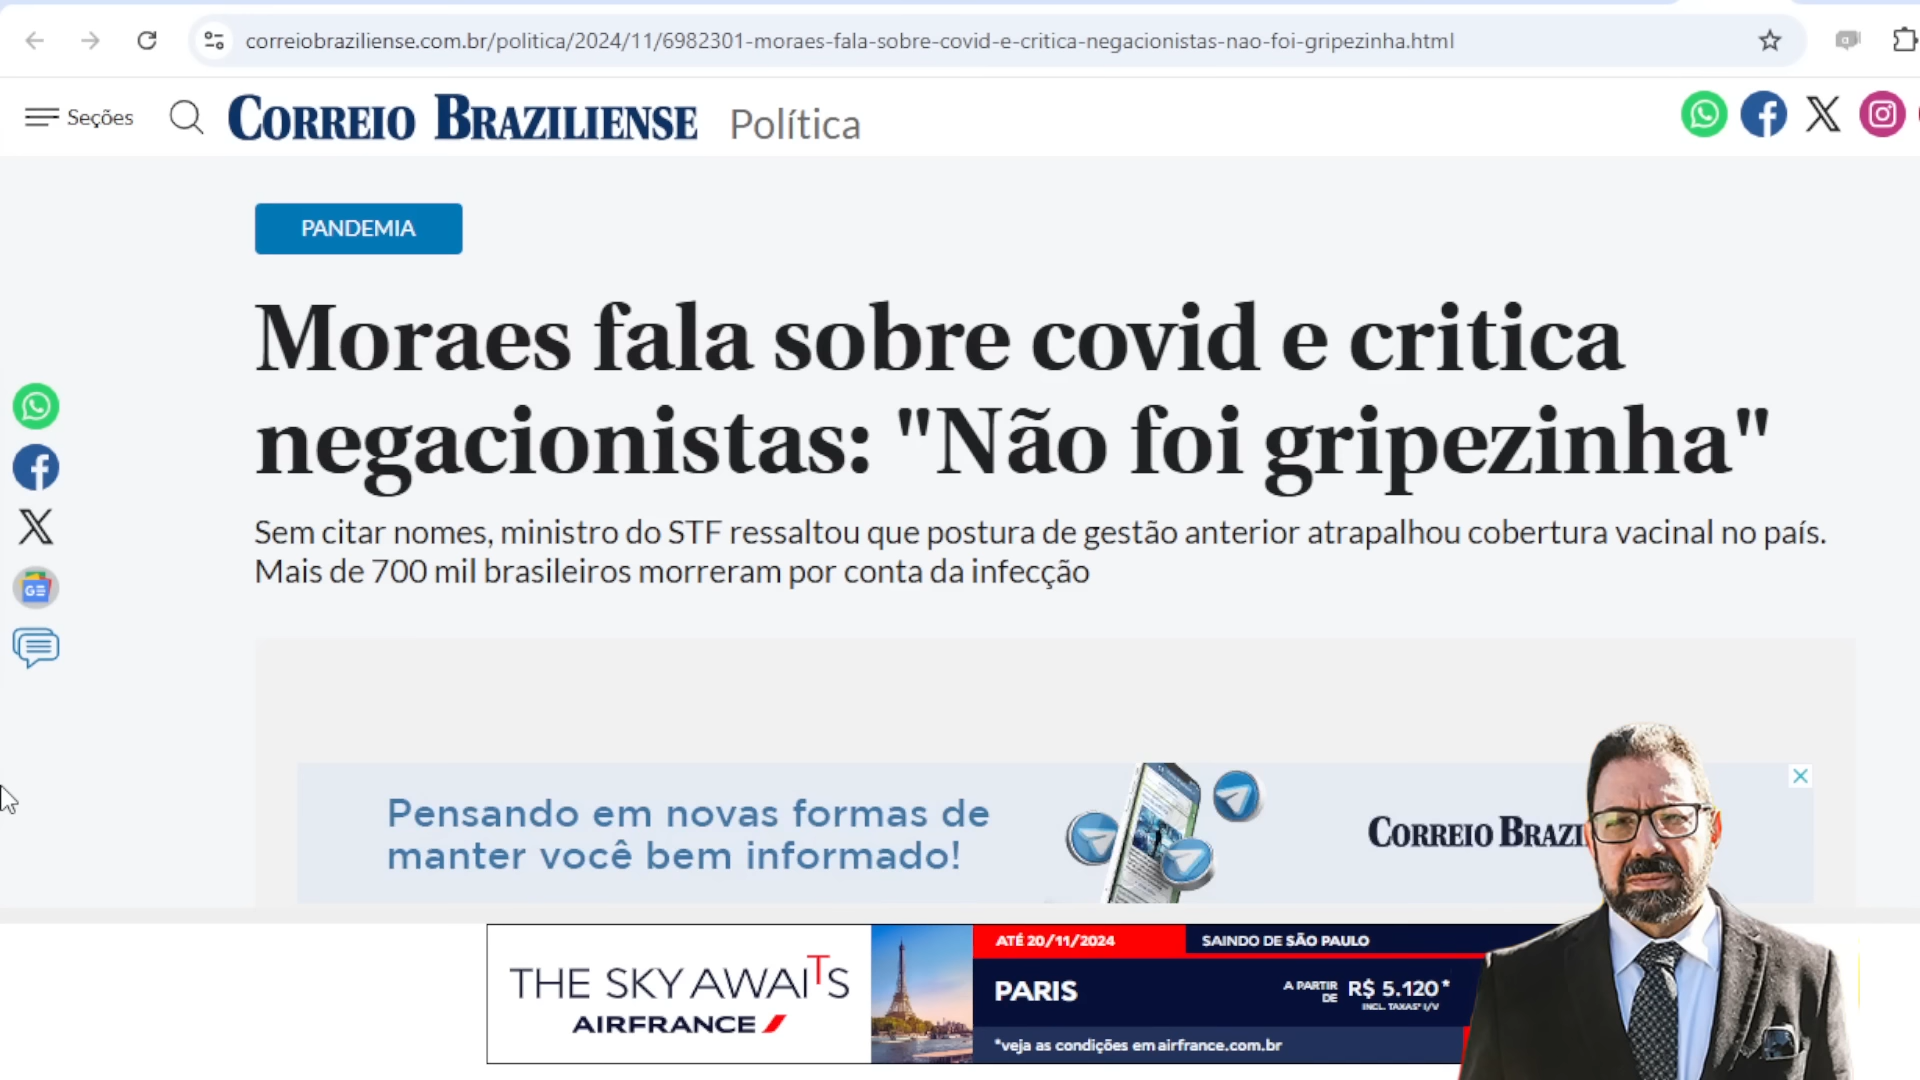 correiobraziliense.com.br/politica/2024/11/6982301-moraes-fala-sobre-covid-e-critica-negacionistas-nao-foi-gripezinha.html
Seções
CORREIO BRAZILIENSE
Política
PANDEMIA
Moraes fala sobre covid e critica
negacionistas: "Não foi gripezinha"
Sem citar nomes, ministro do STF ressaltou que postura de gestão anterior atrapalhou cobertura vacinal no país.
Mais de 700 mil brasileiros morreram por conta da infecção
Pensando em novas formas de
manter você bem informado!
CORREIO BRAZI
THE SKY AWAITS
AIRFRANCE
ATÉ 20/11/2024
SAINDO DE SÃO PAULO
PARIS
A PARTIR
DE
R$ 5.120*
INCL. TAXAS* I/V
*veja as condições em airfrance.com.br